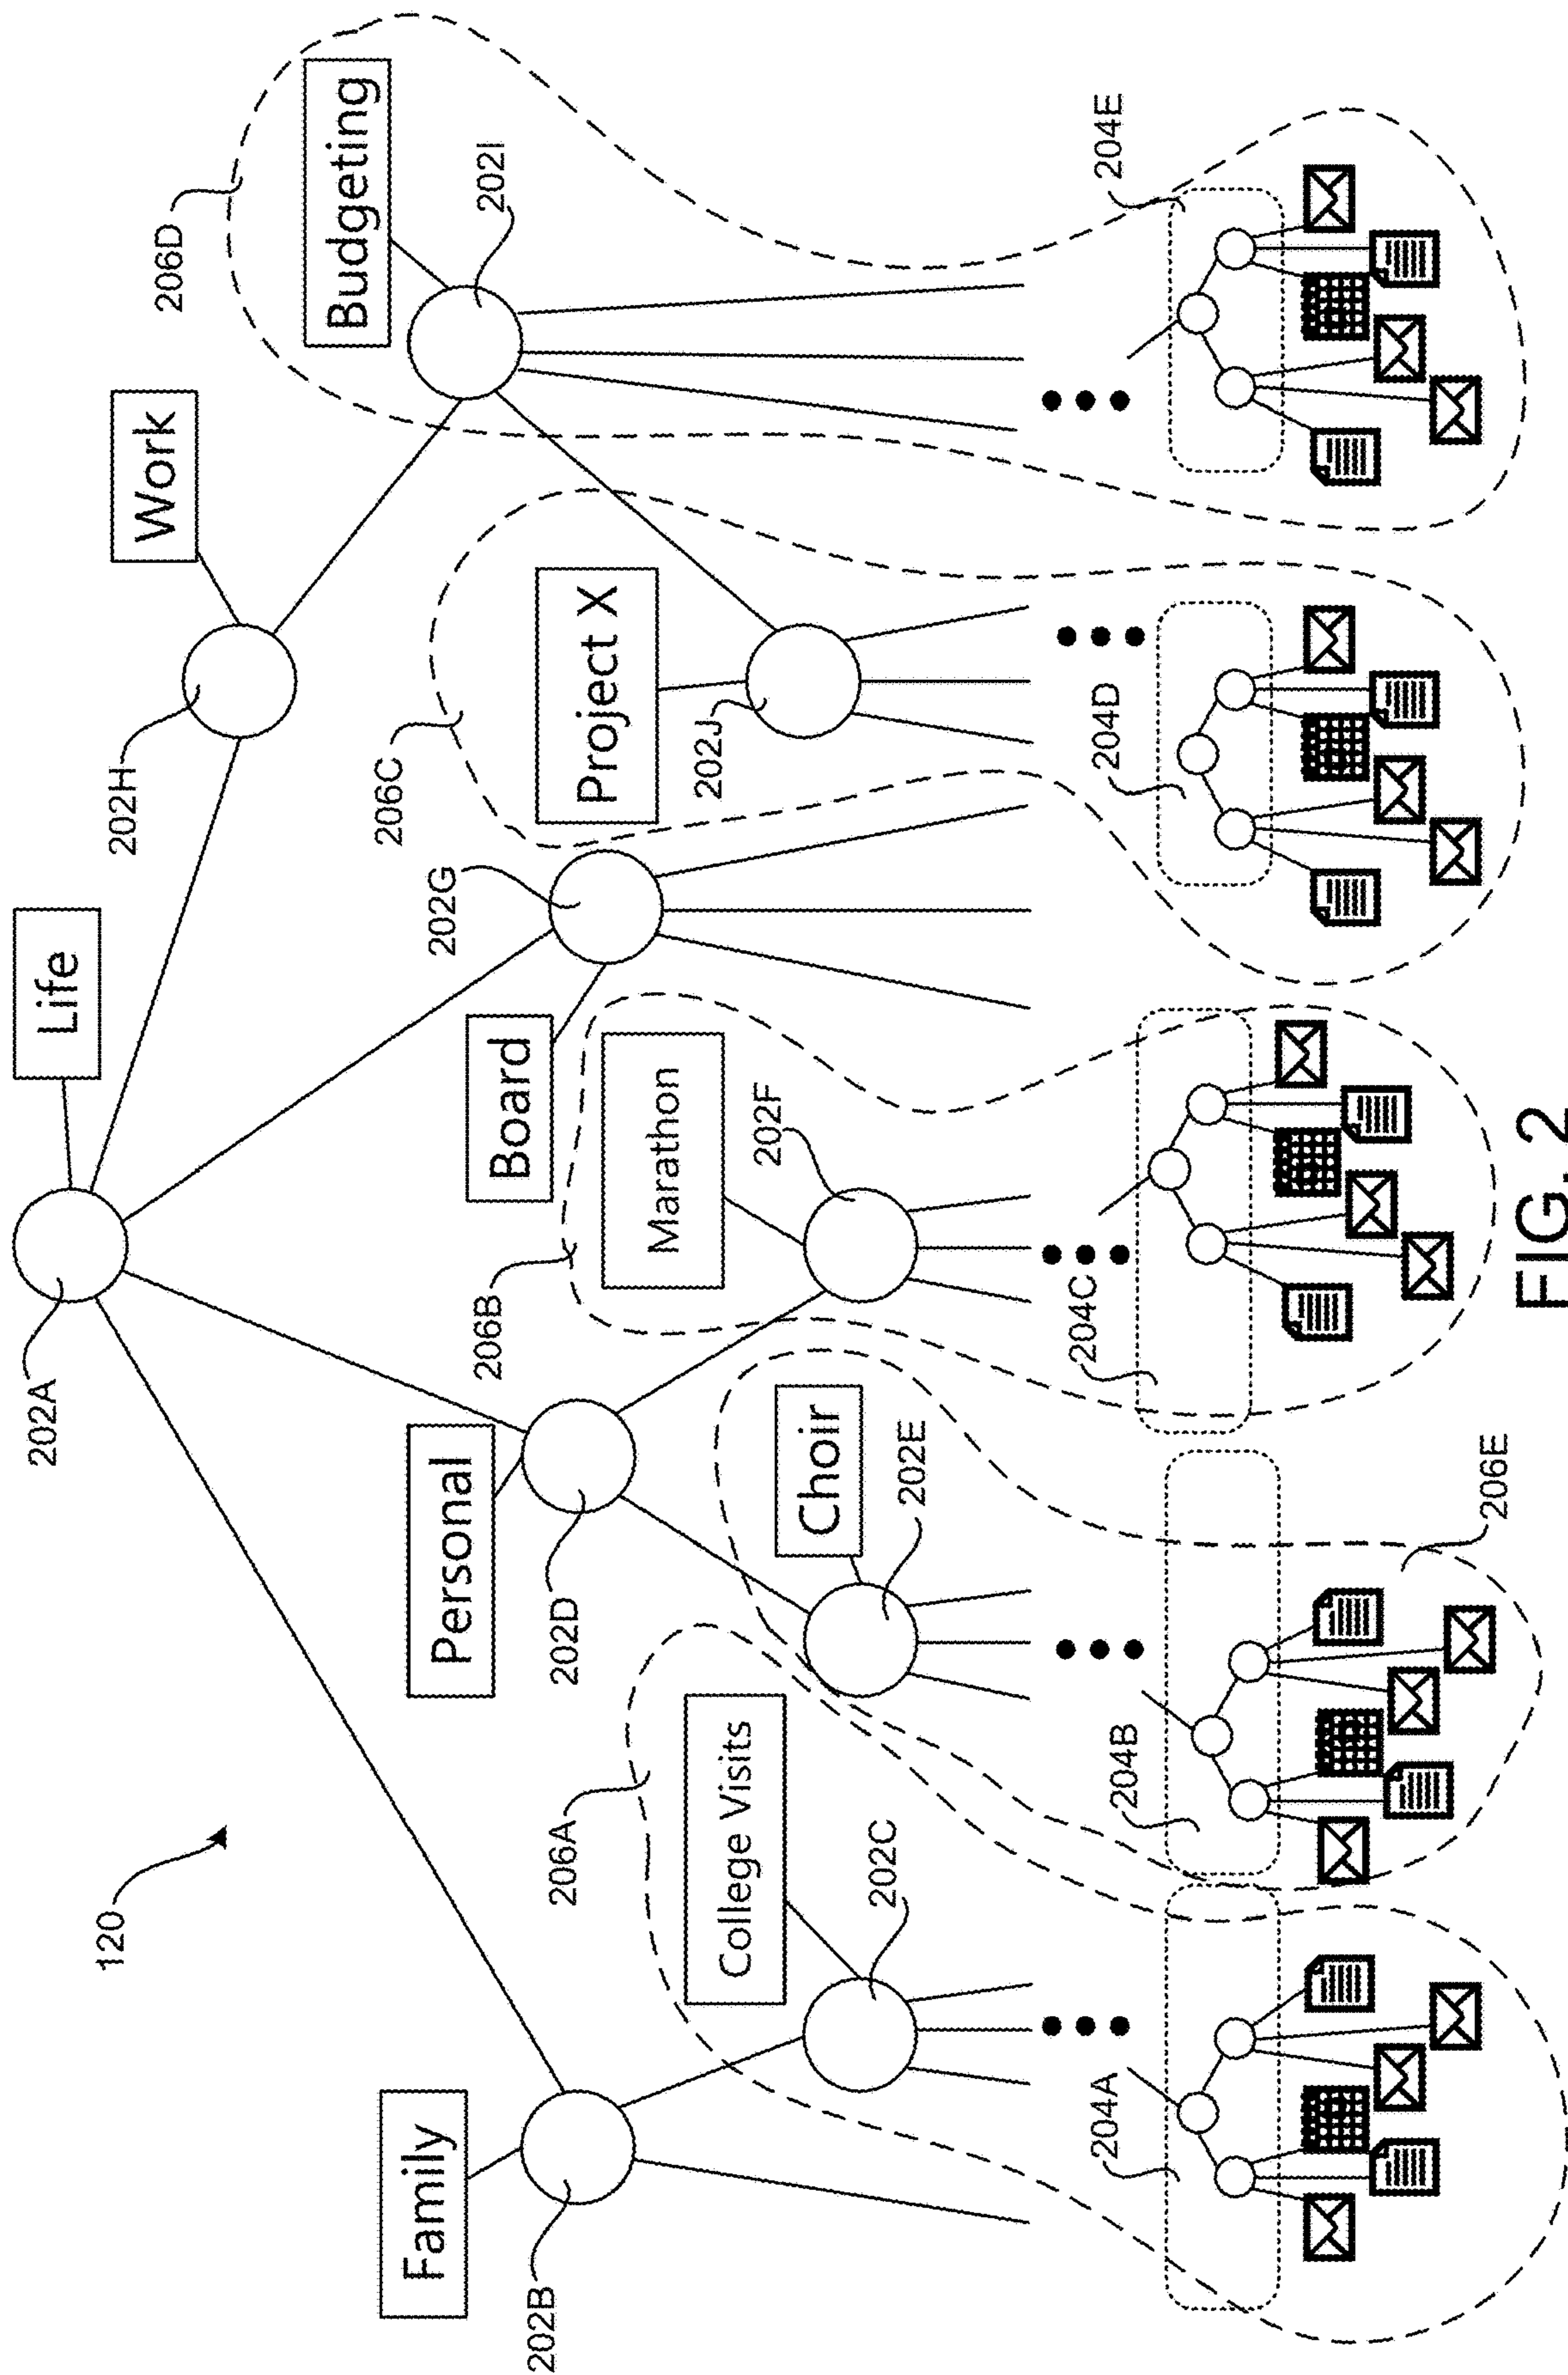 120
Life
202A
Work
202H
206D
Budgeting
202I
Family
202B
Personal
202D
Board
202G
206C
Project X
202J
206A
College Visits
202C
206B
Marathon
202F
Choir
202E
204A
204B
204C
204D
204E
206E
FIG. 2